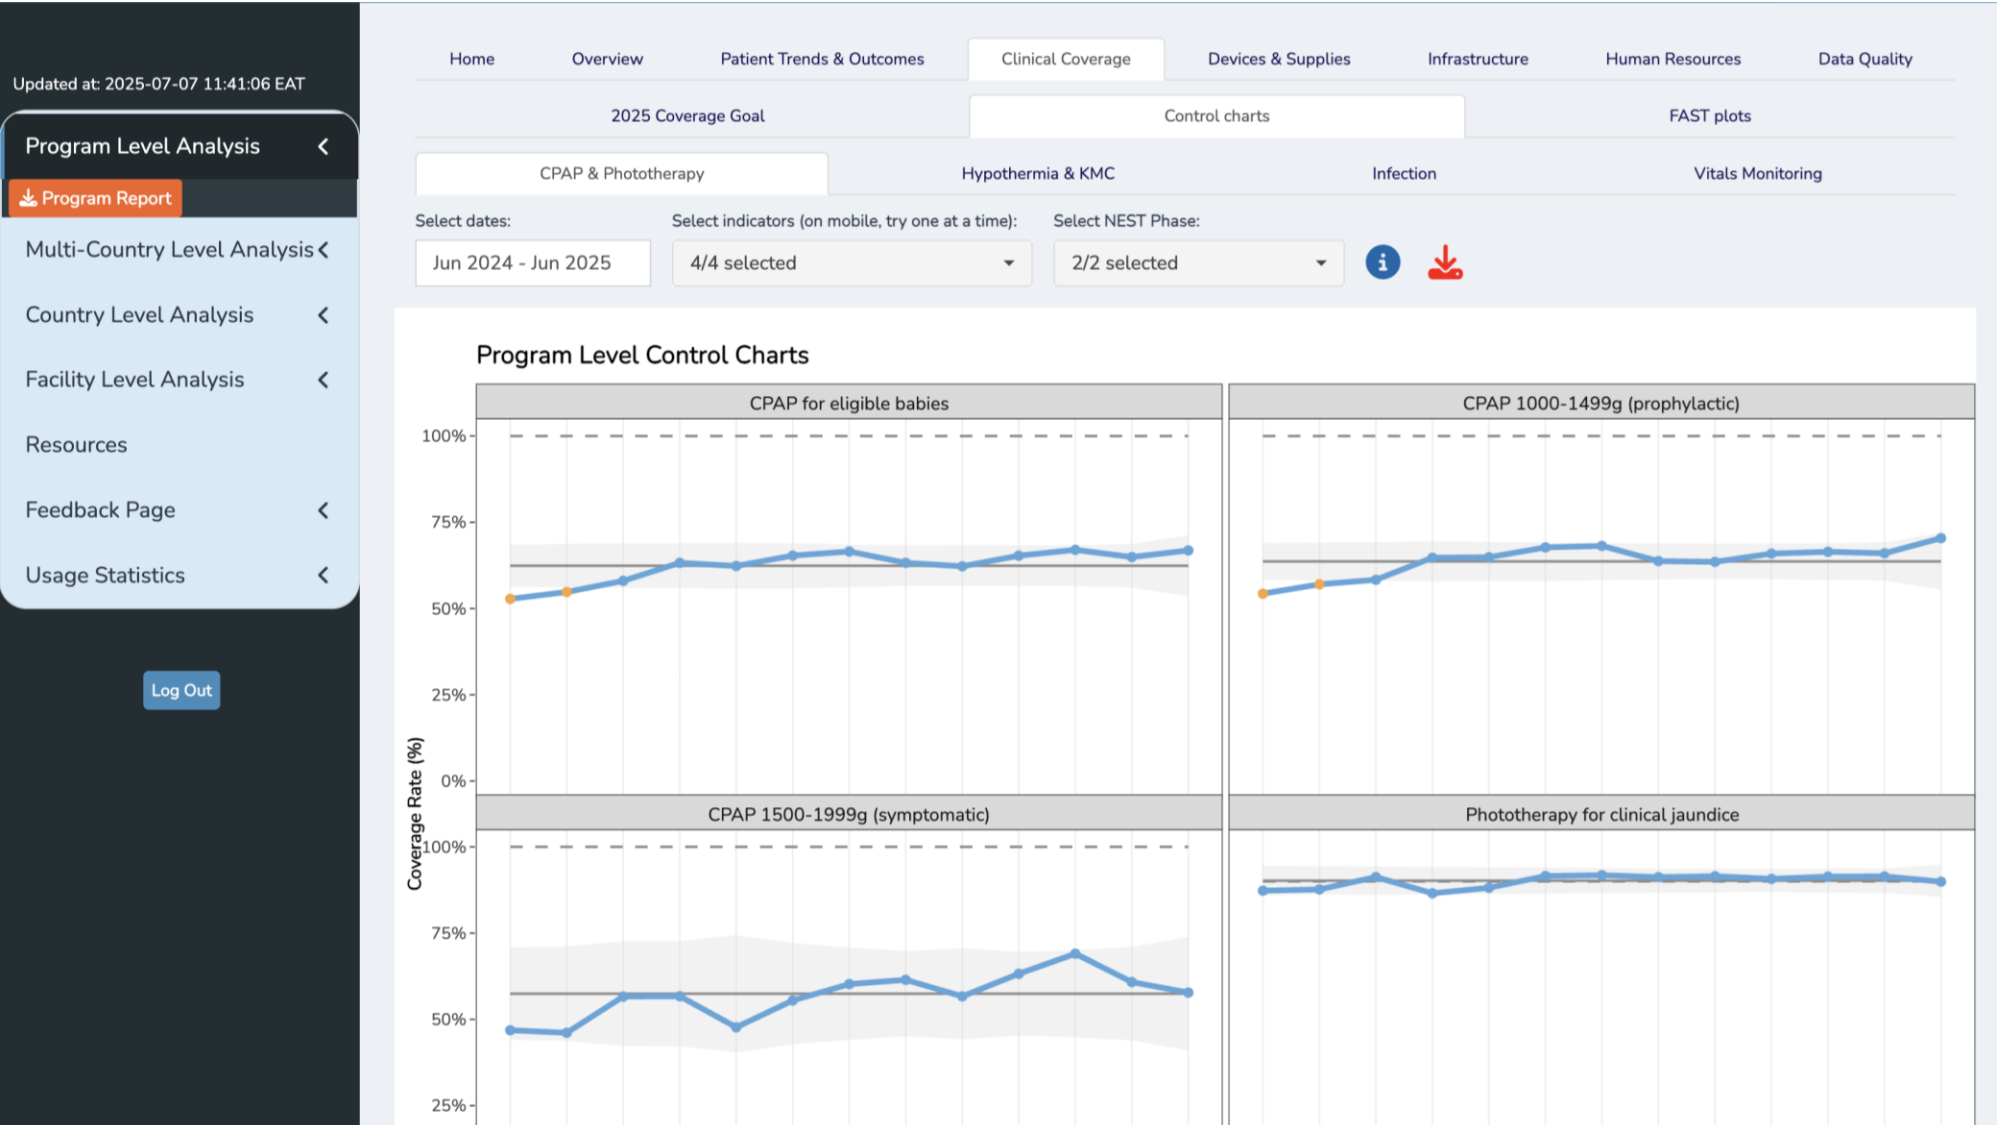 Updated at: 2025-07-07 11:41:06 EAT
Program Level Analysis
Program Report
Multi-Country Level Analysis
Country Level Analysis
Facility Level Analysis
Resources
Feedback Page
Usage Statistics
Log Out
Home Overview Patient Trends & Outcomes Clinical Coverage Devices & Supplies Infrastructure Human Resources Data Quality
2025 Coverage Goal Control charts FAST plots
CPAP & Phototherapy Hypothermia & KMC Infection Vitals Monitoring
Select dates: Select indicators (on mobile, try one at a time): Select NEST Phase:
Jun 2024 - Jun 2025 4/4 selected 2/2 selected
Program Level Control Charts
CPAP for eligible babies CPAP 1000-1499g (prophylactic)
100%
75%
50%
25%
0%
Coverage Rate (%)
CPAP 1500-1999g (symptomatic) Phototherapy for clinical jaundice
100%
75%
50%
25%